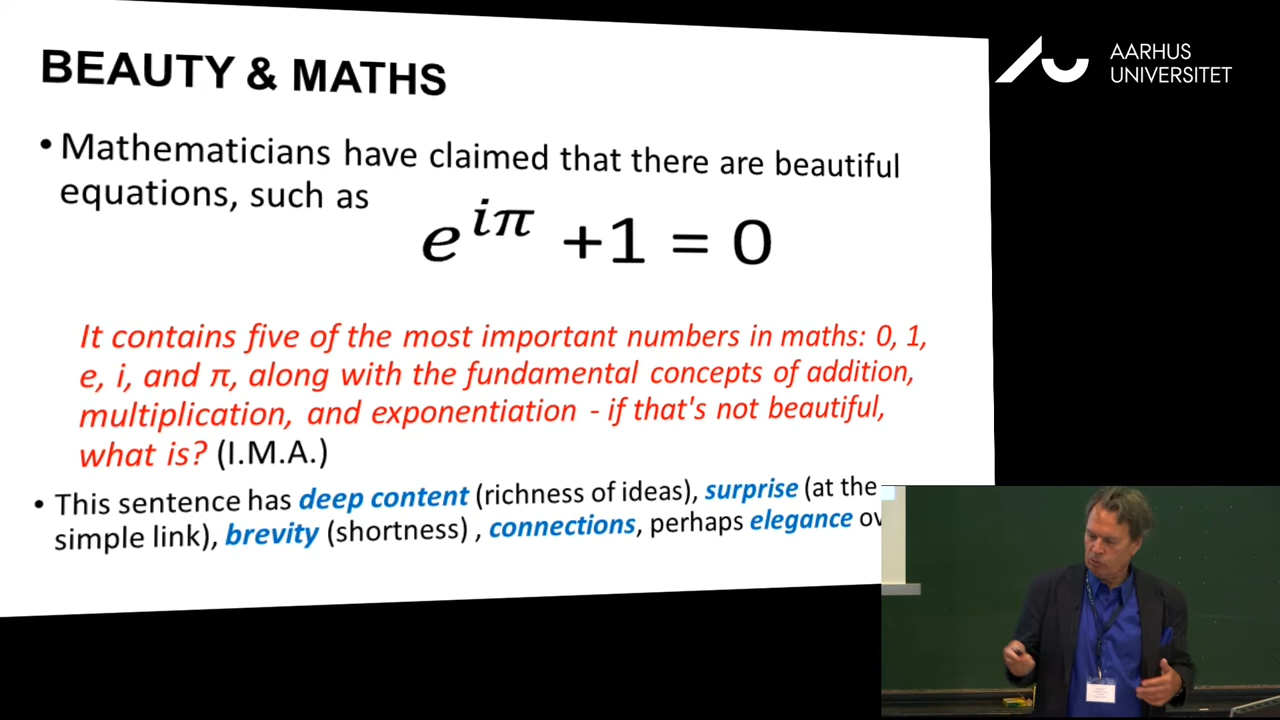 BEAUTY & MATHS
AARHUS
UNIVERSITET
• Mathematicians have claimed that there are beautiful
equations, such as
e^{iπ} +1 = 0
It contains five of the most important numbers in maths: 0, 1,
e, i, and π, along with the fundamental concepts of addition,
multiplication, and exponentiation - if that's not beautiful,
what is? (I.M.A.)
• This sentence has deep content (richness of ideas), surprise (at the
simple link), brevity (shortness) , connections, perhaps elegance